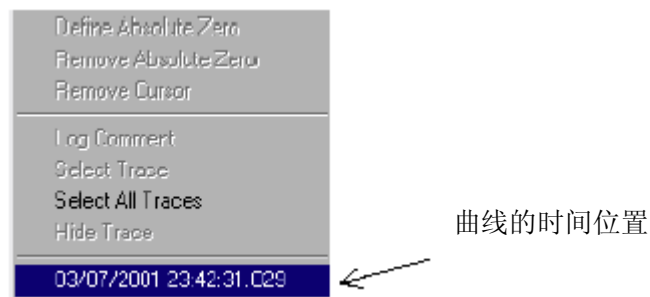 Define Absolute Zero
Remove Absolute Zero
Remove Cursor
Log Comment
Select Trace
Select All Traces
Hide Trace
03/07/2001 23:42:31.029
曲线的时间位置